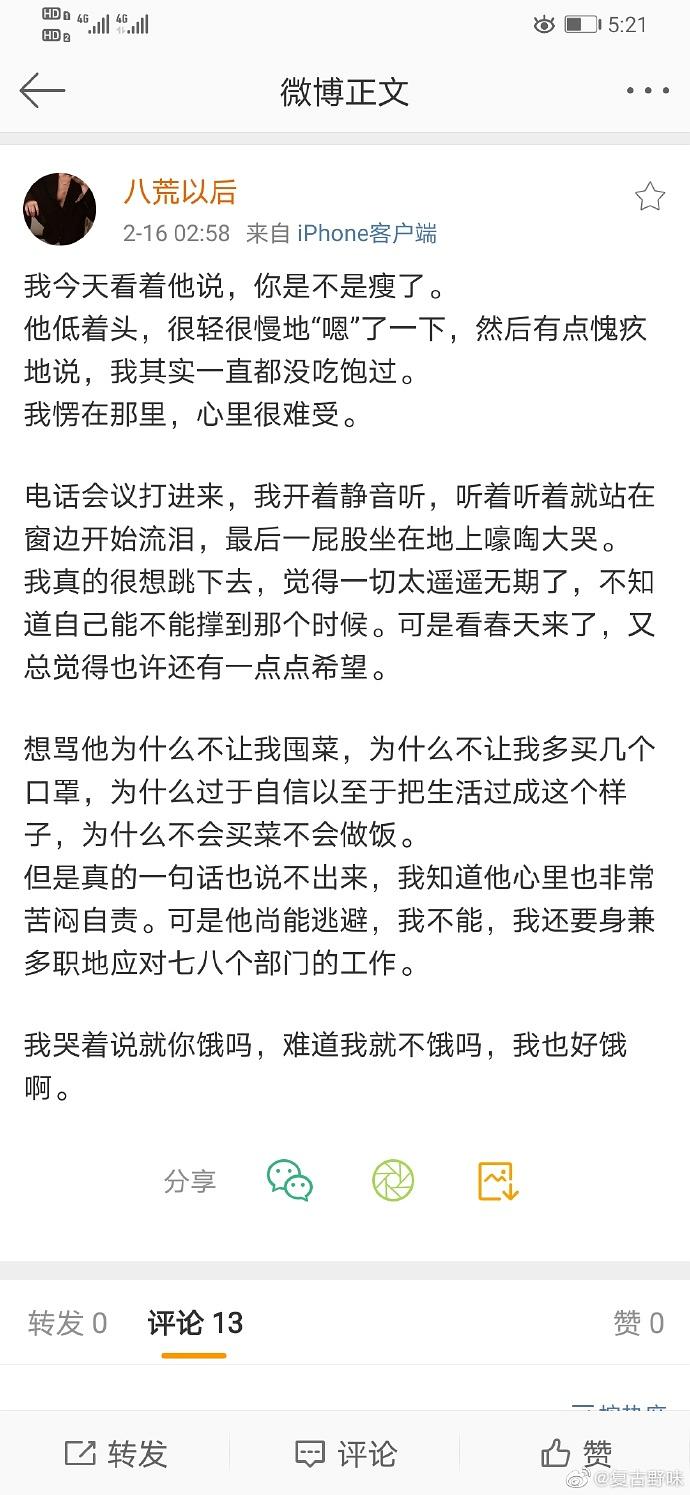 HD 1 4G 4G 5:21
HD 2
微博正文
八荒以后
2-16 02:58 来自 iPhone客户端
我今天看着他说，你是不是瘦了。
他低着头，很轻很慢地“嗯”了一下，然后有点愧疚
地说，我其实一直都没吃饱过。
我愣在那里，心里很难受。
电话会议打进来，我开着静音听，听着听着就站在
窗边开始流泪，最后一屁股坐在地上嚎啕大哭。
我真的很想跳下去，觉得一切太遥遥无期了，不知
道自己能不能撑到那个时候。可是看春天来了，又
总觉得也许还有一点点希望。
想骂他为什么不让我囤菜，为什么不让我多买几个
口罩，为什么过于自信以至于把生活过成这个样
子，为什么不会买菜不会做饭。
但是真的一句话也说不出来，我知道他心里也非常
苦闷自责。可是他尚能逃避，我不能，我还要身兼
多职地应对七八个部门的工作。
我哭着说就你饿吗，难道我就不饿吗，我也好饿
啊。
分享
转发 0 评论 13 赞 0
转发 评论 赞
@复古野味